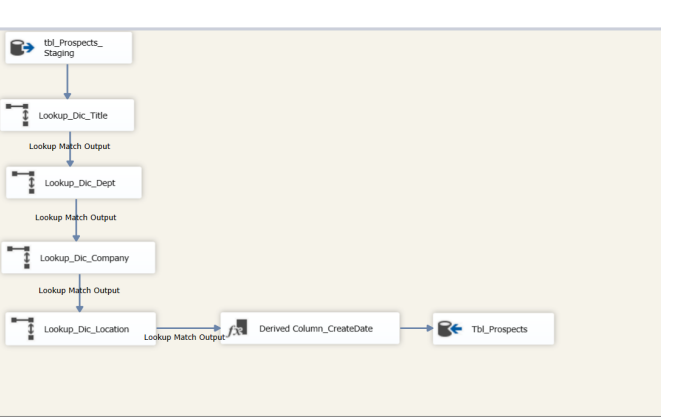 tbl_Prospects_
Staging
Lookup_Dic_Title
Lookup Match Output
Lookup_Dic_Dept
Lookup Match Output
Lookup_Dic_Company
Lookup Match Output
Lookup_Dic_Location
Lookup Match Output
fx
Derived Column_CreateDate
Tbl_Prospects